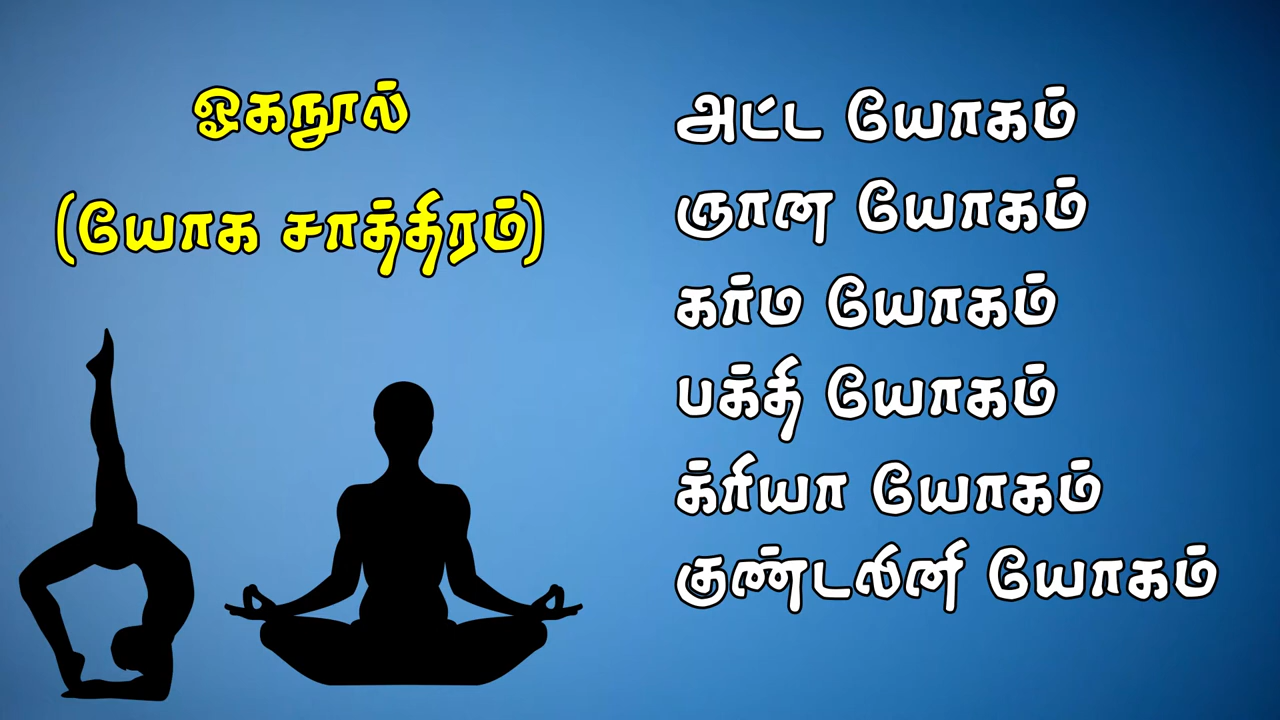 ஓகநூல்
(யோக சாத்திரம்)
அட்ட யோகம்
ஞான யோகம்
கர்ம யோகம்
பக்தி யோகம்
க்ரியா யோகம்
குண்டலினி யோகம்